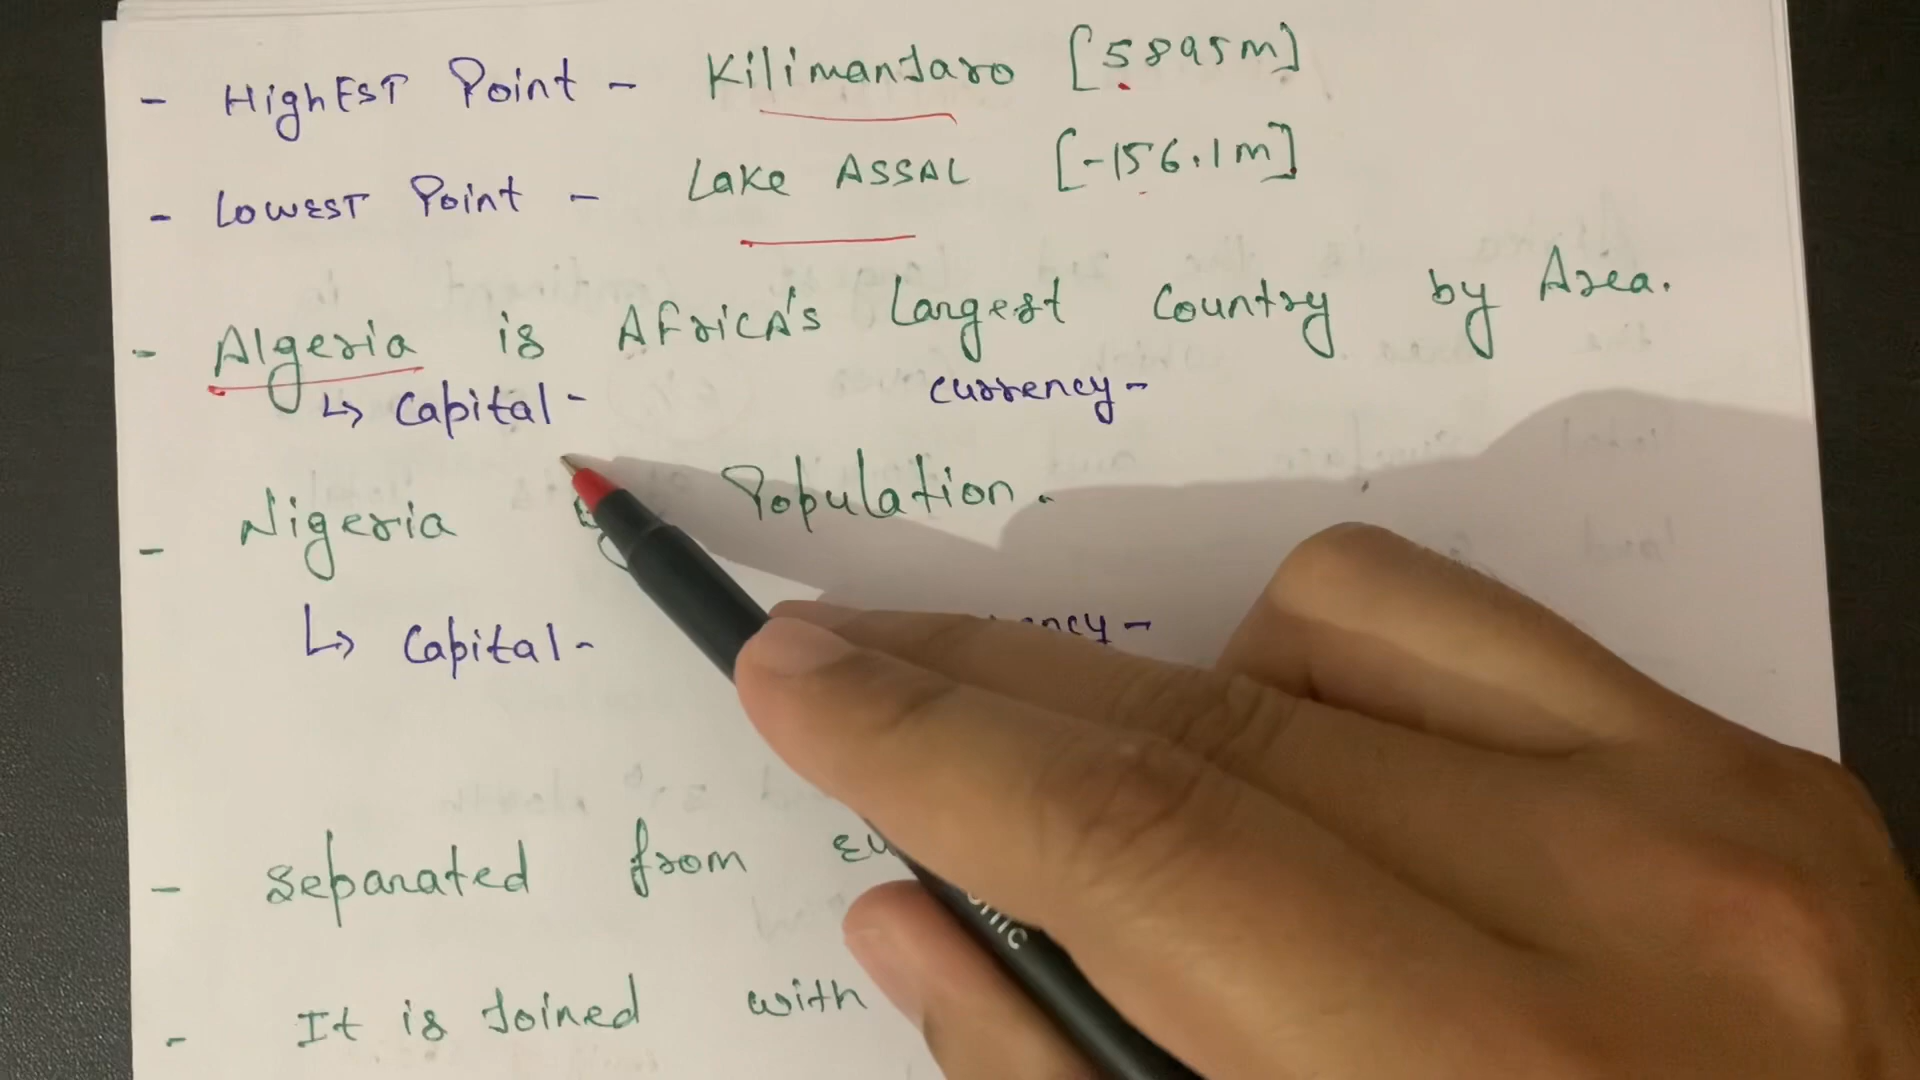 - HighEST Point - Kilimanjaro [5895m]
- LOWEST Point - Lake ASSAL [-156.1m]
- Algeria is AFricA's Largest Country by Area.
↳ Capital - currency -
- Nigeria Population.
↳ Capital -
- Separated from
- It is Joined with